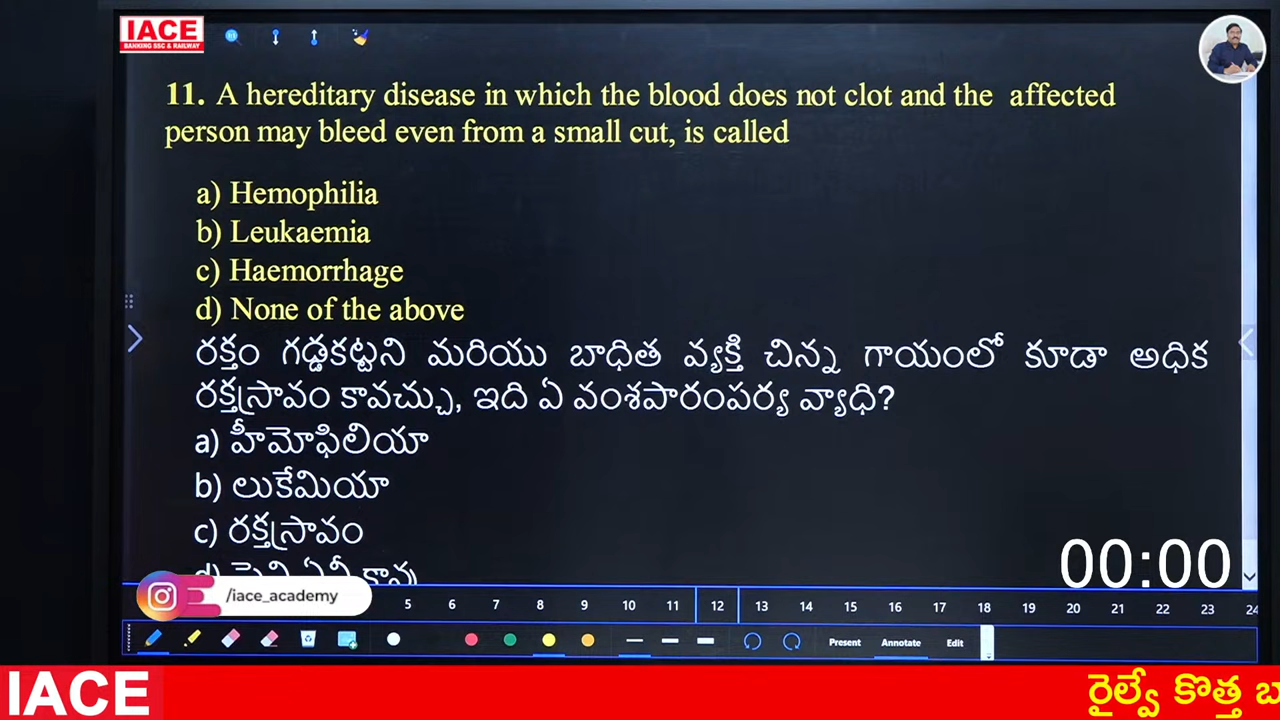 IACE
BANKING SSC & RAILWAY
11. A hereditary disease in which the blood does not clot and the affected
person may bleed even from a small cut, is called
a) Hemophilia
b) Leukaemia
c) Haemorrhage
d) None of the above
రక్తం గడ్డకట్టని మరియు బాధిత వ్యక్తి చిన్న గాయంలో కూడా అధిక
రక్తస్రావం కావచ్చు, ఇది ఏ వంశపారంపర్య వ్యాధి?
a) హీమోఫిలియా
b) లుకేమియా
c) రక్తస్రావం
00:00
/iace_academy
5 6 7 8 9 10 11 12 13 14 15 16 17 18 19 20 21 22 23 24
Present Annotate Edit
IACE
రైల్వే కొత్త